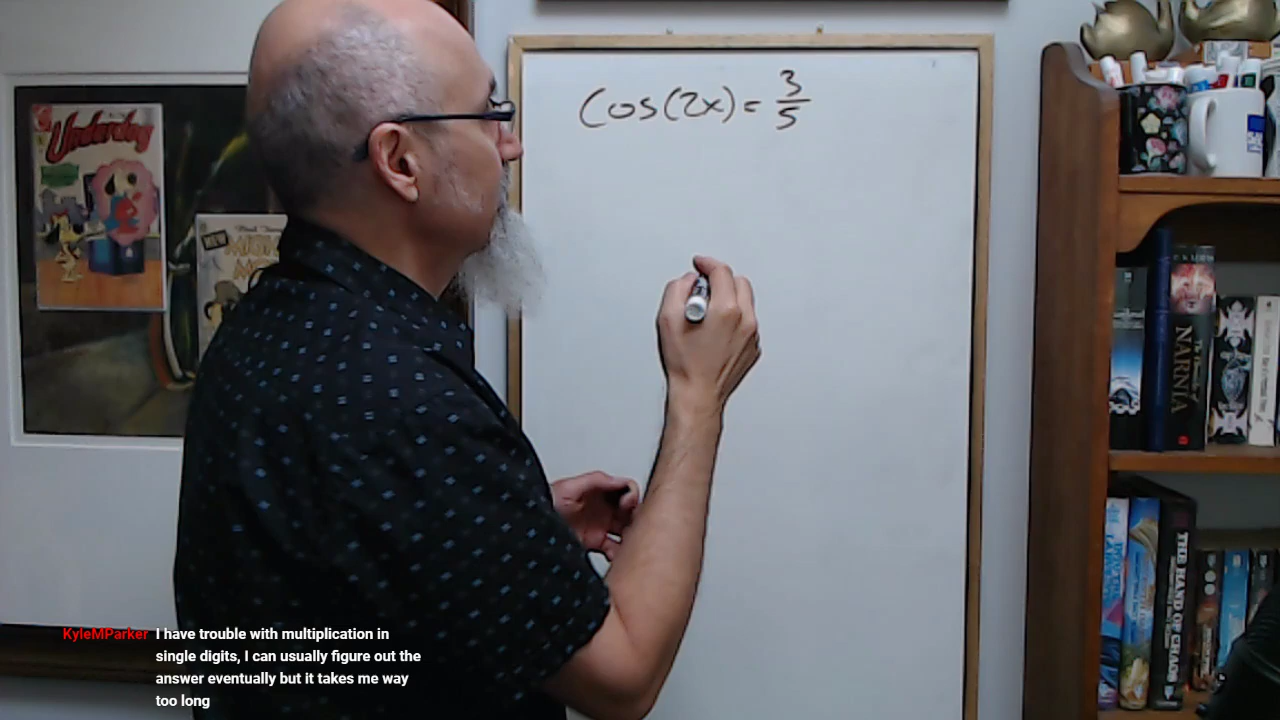 Cos(2x) = 3/5
Underdog
NEW
MIGHTY
NARNIA
THE HAND OF CHAOS
KyleMParker I have trouble with multiplication in
single digits, I can usually figure out the
answer eventually but it takes me way
too long